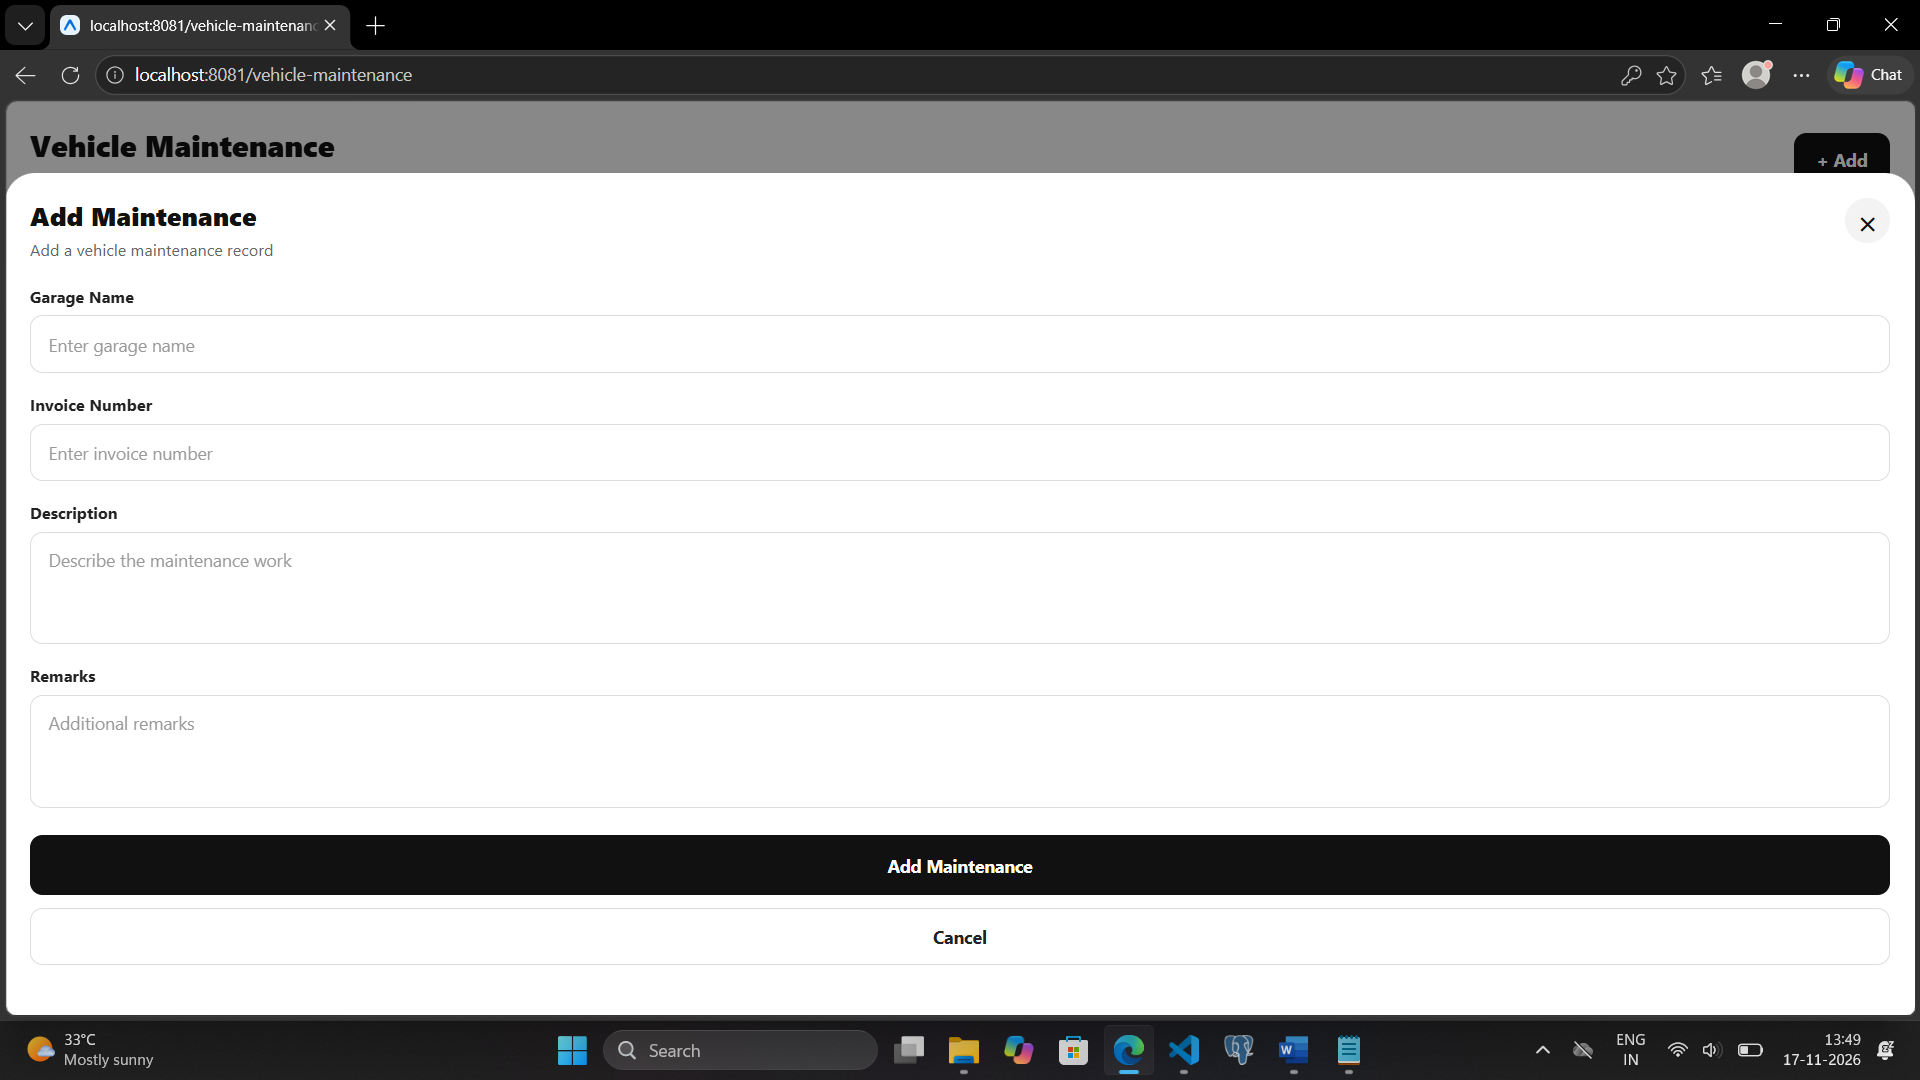 localhost:8081/vehicle-maintenanc
localhost:8081/vehicle-maintenance
Chat
Vehicle Maintenance
+ Add
Add Maintenance
Add a vehicle maintenance record
Garage Name
Enter garage name
Invoice Number
Enter invoice number
Description
Describe the maintenance work
Remarks
Additional remarks
Add Maintenance
Cancel
33°C
Mostly sunny
Search
ENG
IN
13:49
17-11-2026